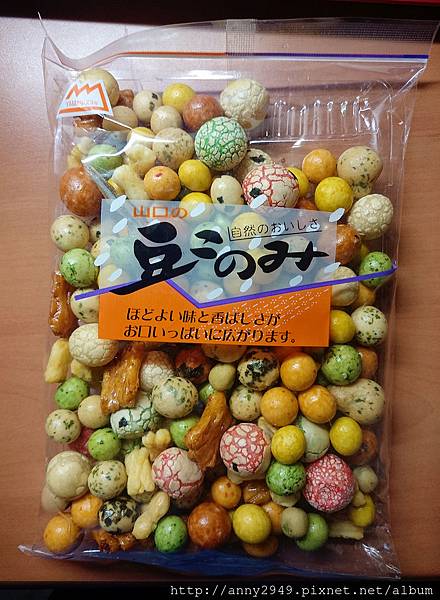 YAMAGUCHI
山口の
自然のおいしさ
豆このみ
ほどよい味と香ばしさが
お口いっぱいに広がります。
http://anny2949.pixnet.net/album